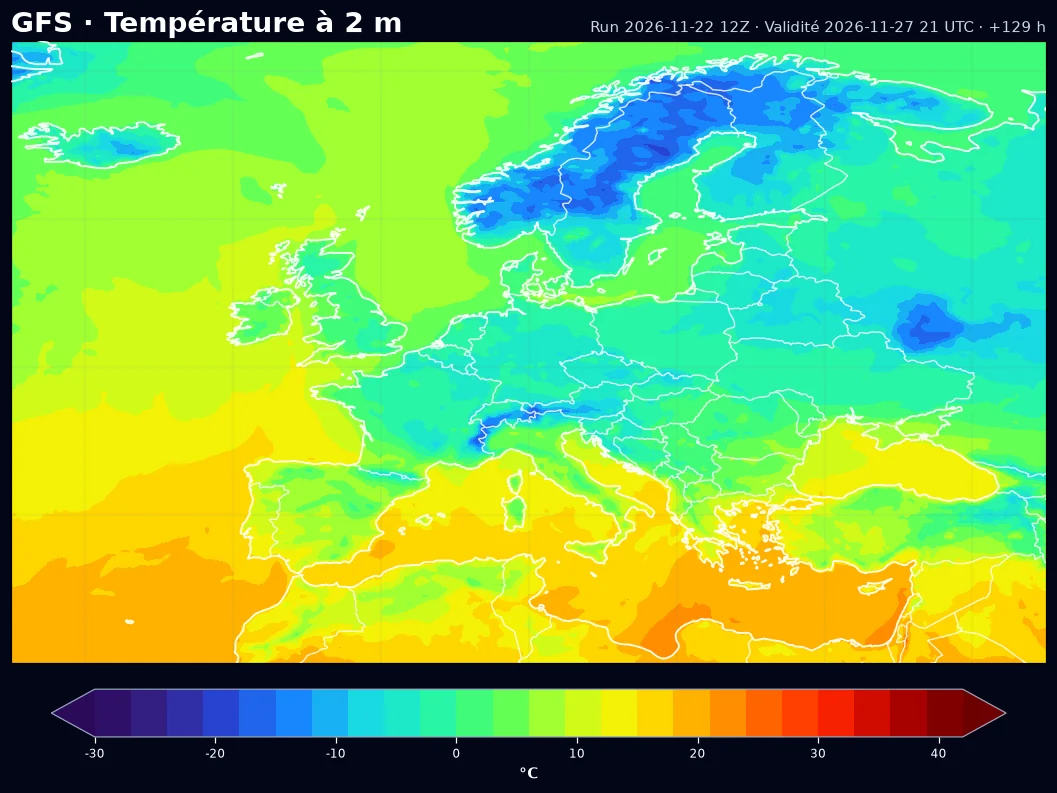 GFS · Température à 2 m
Run 2026-11-22 12Z · Validité 2026-11-27 21 UTC · +129 h
-30 -20 -10 0 10 20 30 40
°C